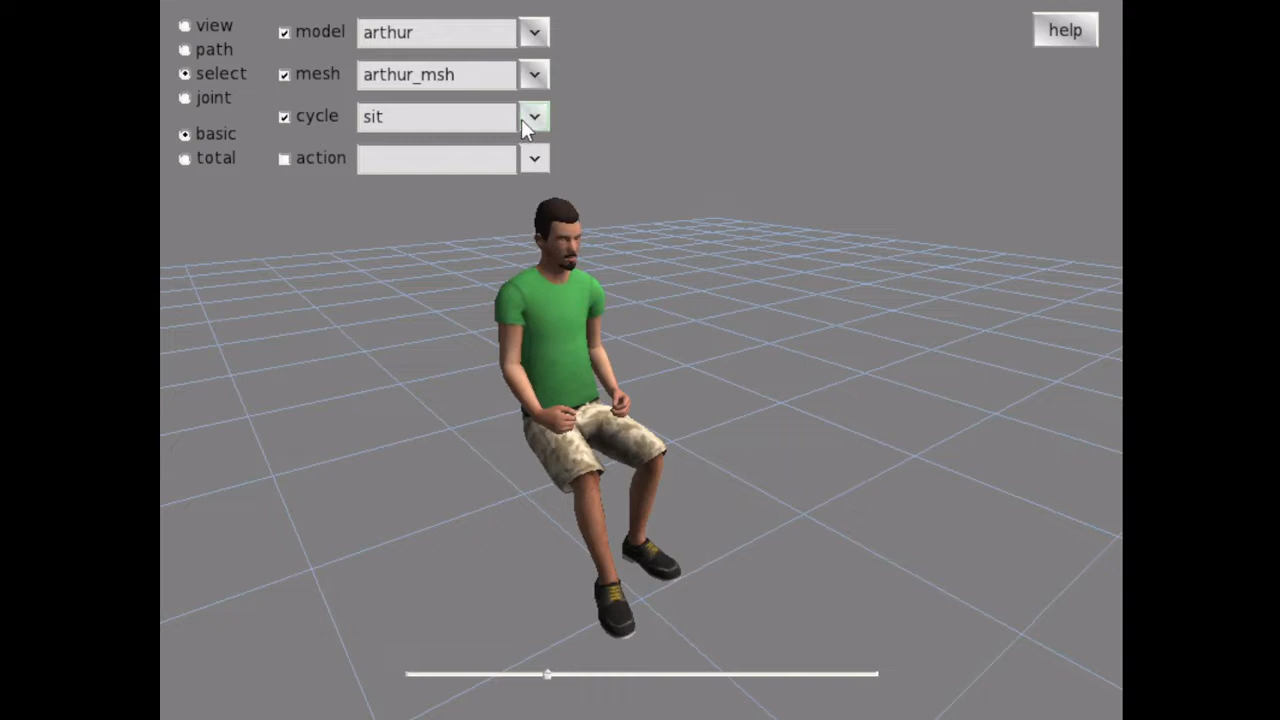 view
path
select
joint
basic
total
model arthur
mesh arthur_msh
cycle sit
action
help